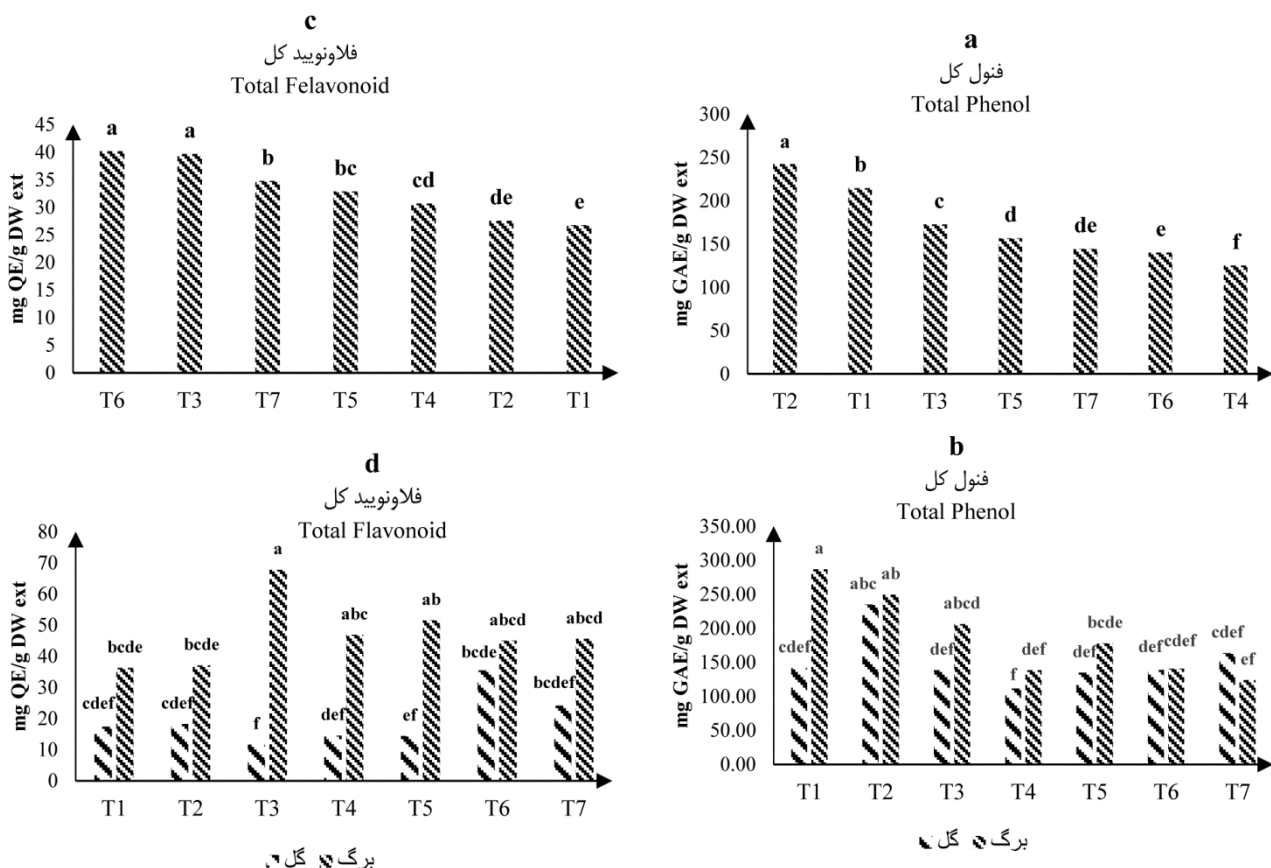 c
فلاونویید کل
Total Felavonoid
mg QE/g DW ext
45
40
35
30
25
20
15
10
5
0
a a b bc cd de e
T6 T3 T7 T5 T4 T2 T1
a
فنول کل
Total Phenol
mg GAE/g DW ext
300
250
200
150
100
50
0
a b c d de e f
T2 T1 T3 T5 T7 T6 T4
d
فلاونویید کل
Total Flavonoid
mg QE/g DW ext
80
70
60
50
40
30
20
10
0
cdef bcde cdef bcde f a def abc ef ab bcde abcd bcdef abcd
T1 T2 T3 T4 T5 T6 T7
گل برگ
b
فنول کل
Total Phenol
mg GAE/g DW ext
350.00
300.00
250.00
200.00
150.00
100.00
50.00
0.00
cdef a abc ab def abcd f def def bcde def cdef cdef ef
T1 T2 T3 T4 T5 T6 T7
گل برگ